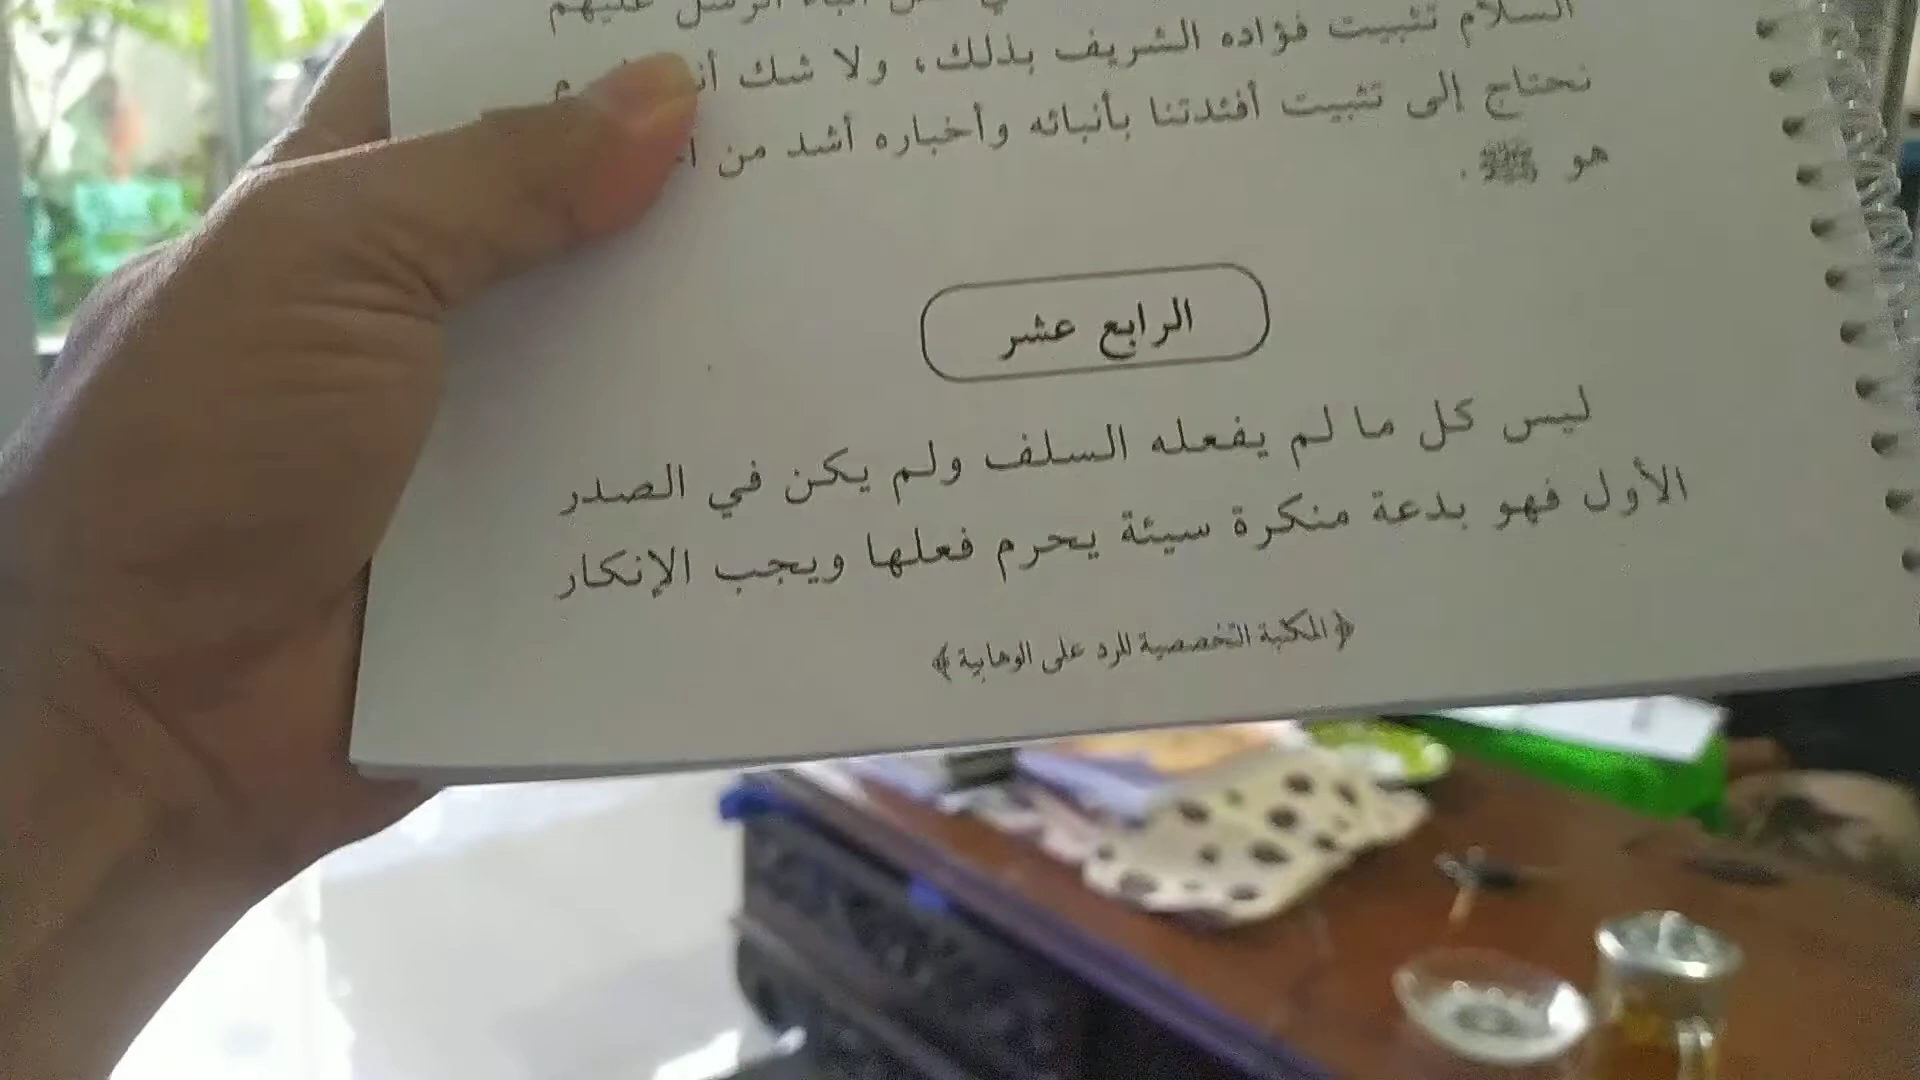 عليهم
السلام تثبيت فؤاده الشريف بذلك، ولا شك
نحتاج إلى تثبيت أفئدتنا بأنبائه وأخباره أشد من
هو ﷺ .
الرابع عشر
ليس كل ما لم يفعله السلف ولم يكن في الصدر
الأول فهو بدعة منكرة سيئة يحرم فعلها ويجب الإنكار
﴿المكتبة التخصصية للرد على الوهابية﴾